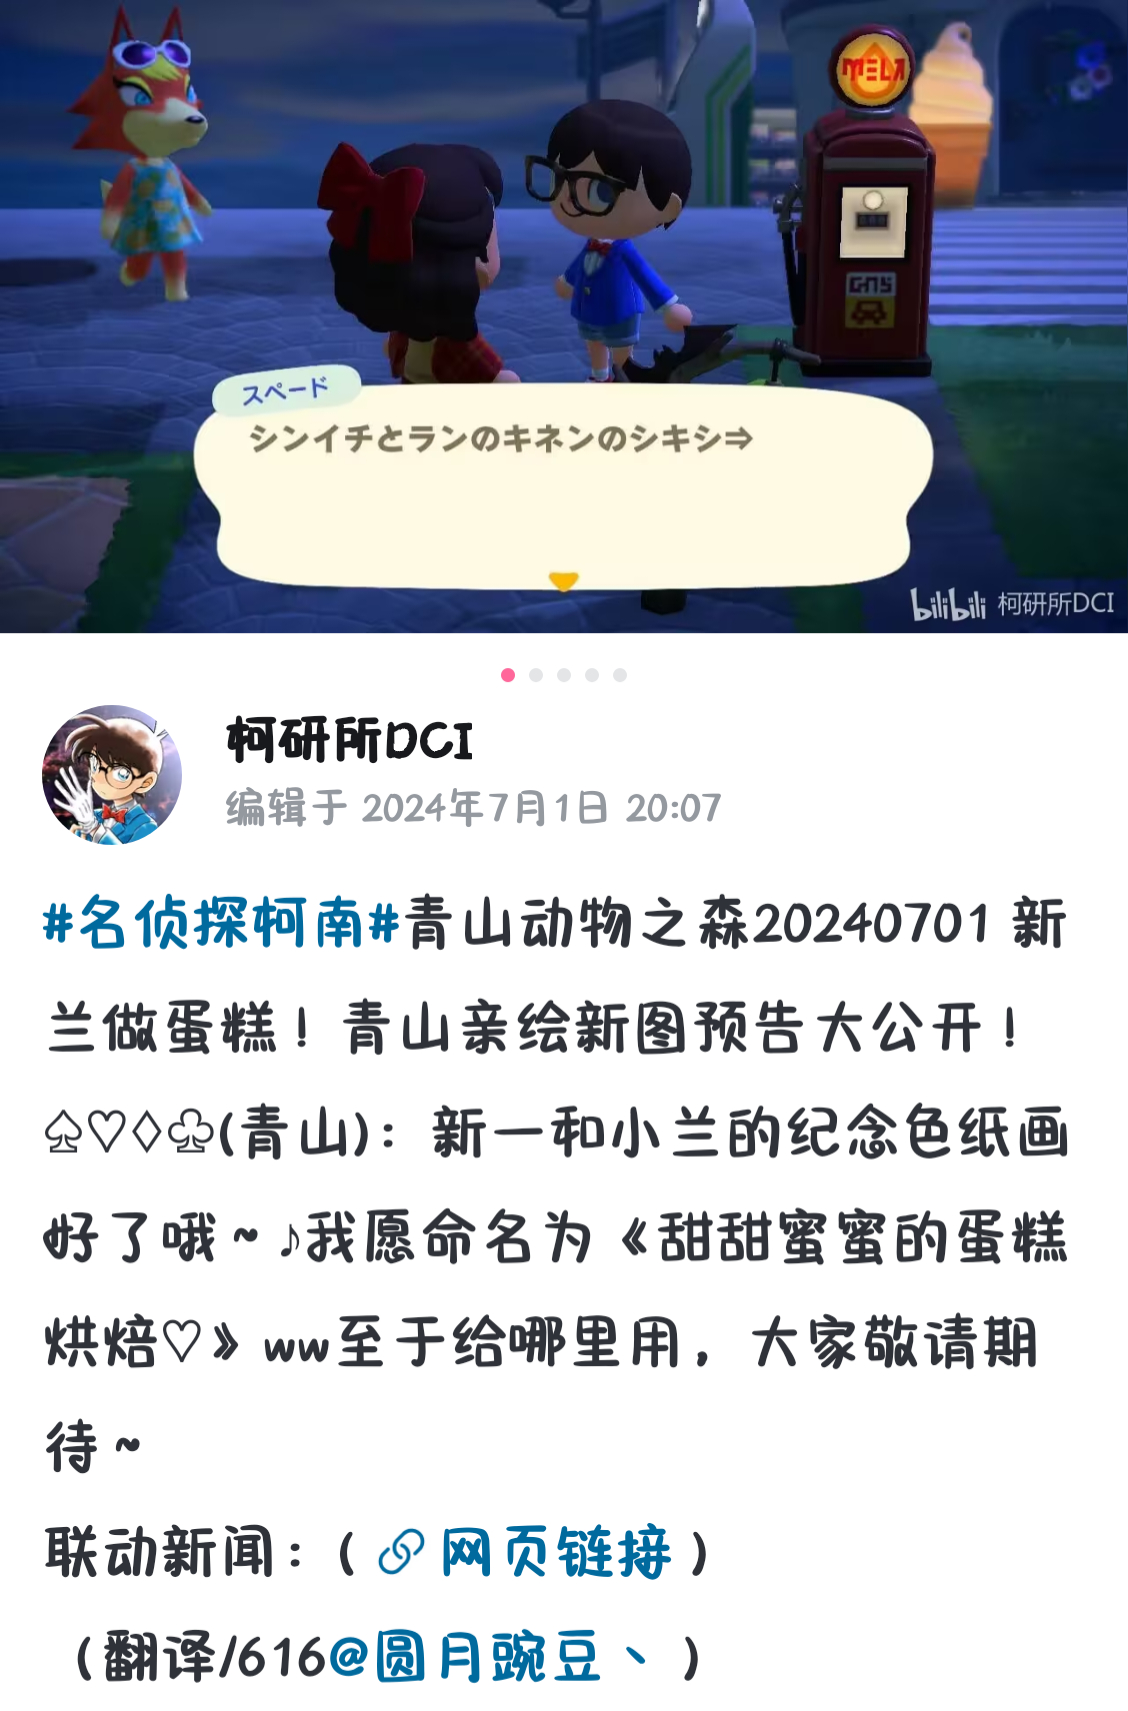 MELA
GAS
スペード
シンイチとランのキネンのシキシ⇒
bilibili 柯研所DCI
柯研所DCI
编辑于 2024年7月1日 20:07
#名侦探柯南#青山动物之森20240701 新
兰做蛋糕！青山亲绘新图预告大公开！
♤♡♢♧(青山)：新一和小兰的纪念色纸画
好了哦～♪我愿命名为《甜甜蜜蜜的蛋糕
烘焙♡》ww至于给哪里用，大家敬请期
待～
联动新闻：(🔗网页链接)
（翻译/616@圆月豌豆丶）